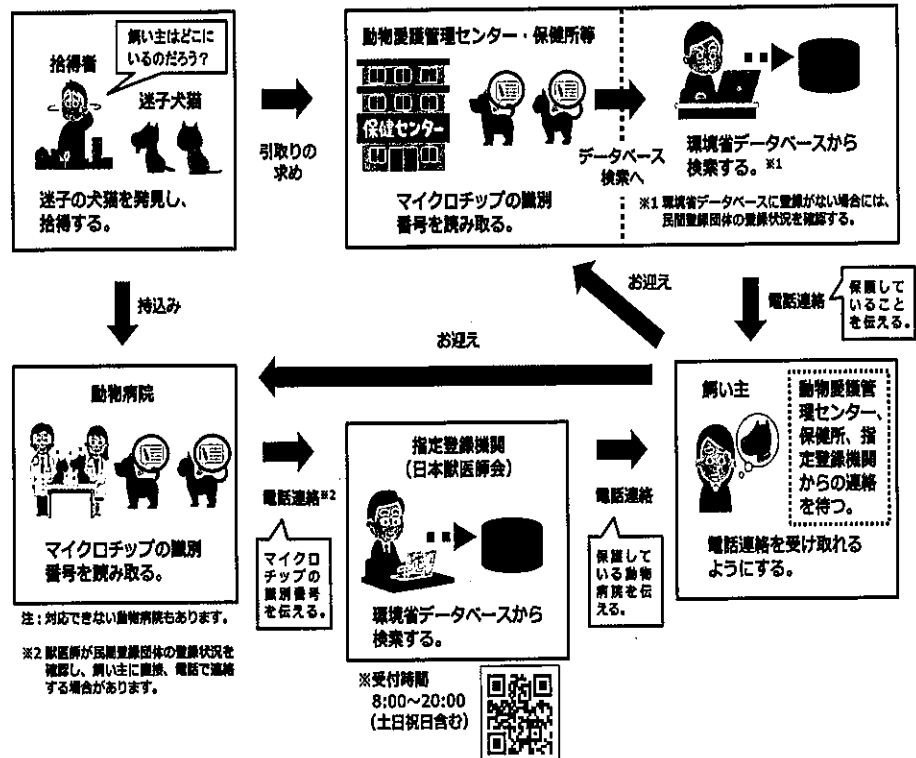 捨得者
飼い主はどこに
いるのだろう?
迷子犬猫
迷子の犬猫を発見し、
捨得する。
引取りの
求め
動物愛護管理センター・保健所等
保健センター
マイクロチップの識別
番号を読み取る。
データベース
検索へ
環境省データベースから
検索する。※1
※1 環境省データベースに登録がない場合には、
民間登録団体の登録状況を確認する。
持込み
お迎え
お迎え
電話連絡
保護して
いること
を伝える。
動物病院
マイクロチップの識別
番号を読み取る。
注:対応できない動物病院もあります。
※2 獣医師が民間登録団体の登録状況を
確認し、飼い主に直接、電話で連絡
する場合があります。
電話連絡※2
マイクロ
チップの
識別番号
を伝える。
指定登録機関
(日本獣医師会)
環境省データベースから
検索する。
※受付時間
8:00~20:00
(土日祝日含む)
電話連絡
保護して
いる動物
病院を伝
える。
飼い主
動物愛護管
理センター、
保健所、指
定登録機関
からの連絡
を待つ。
電話連絡を受け取れる
ようにする。